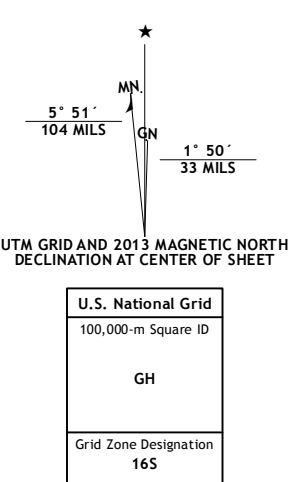 ★
MN.
5° 51´
104 MILS
GN
1° 50´
33 MILS
UTM GRID AND 2013 MAGNETIC NORTH
DECLINATION AT CENTER OF SHEET
U.S. National Grid
100,000-m Square ID
GH
Grid Zone Designation
16S